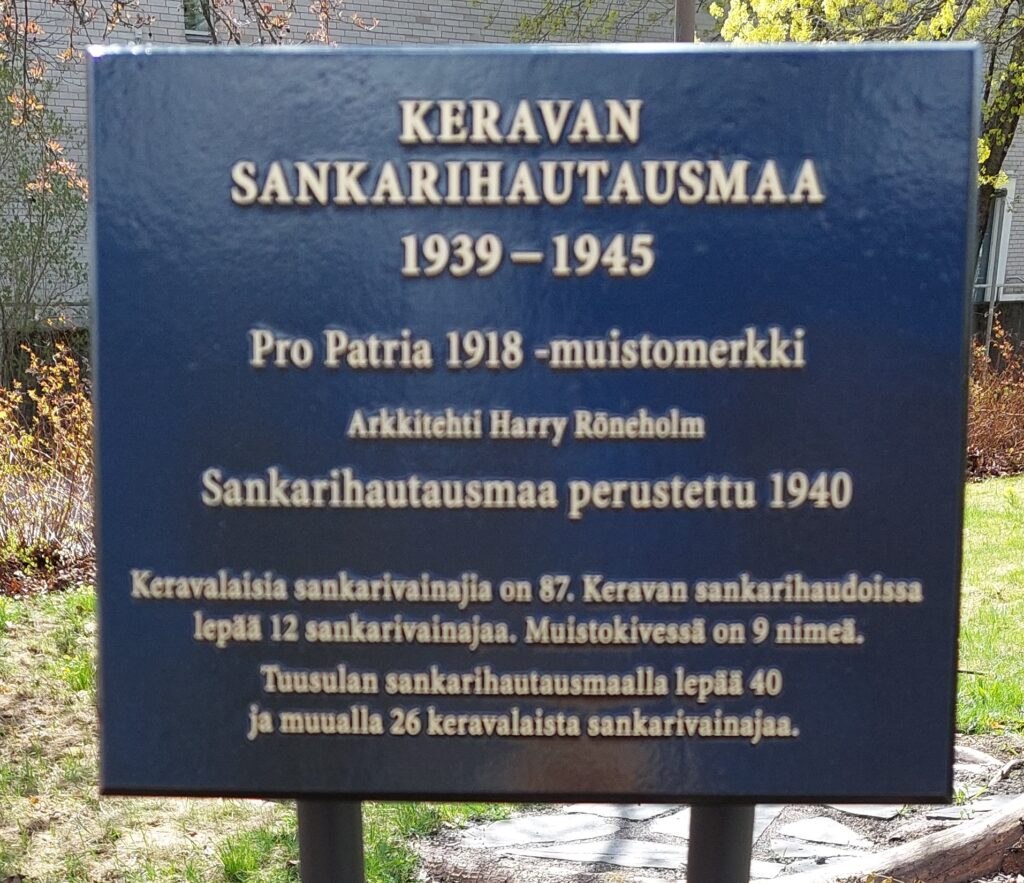 KERAVAN
SANKARIHAUTAUSMAA
1939 – 1945
Pro Patria 1918 -muistomerkki
Arkkitehti Harry Röneholm
Sankarihautausmaa perustettu 1940
Keravalaisia sankarivainajia on 87. Keravan sankarihaudoissa
lepää 12 sankarivainajaa. Muistokivessä on 9 nimeä.
Tuusulan sankarihautausmaalla lepää 40
ja muualla 26 keravalaista sankarivainajaa.